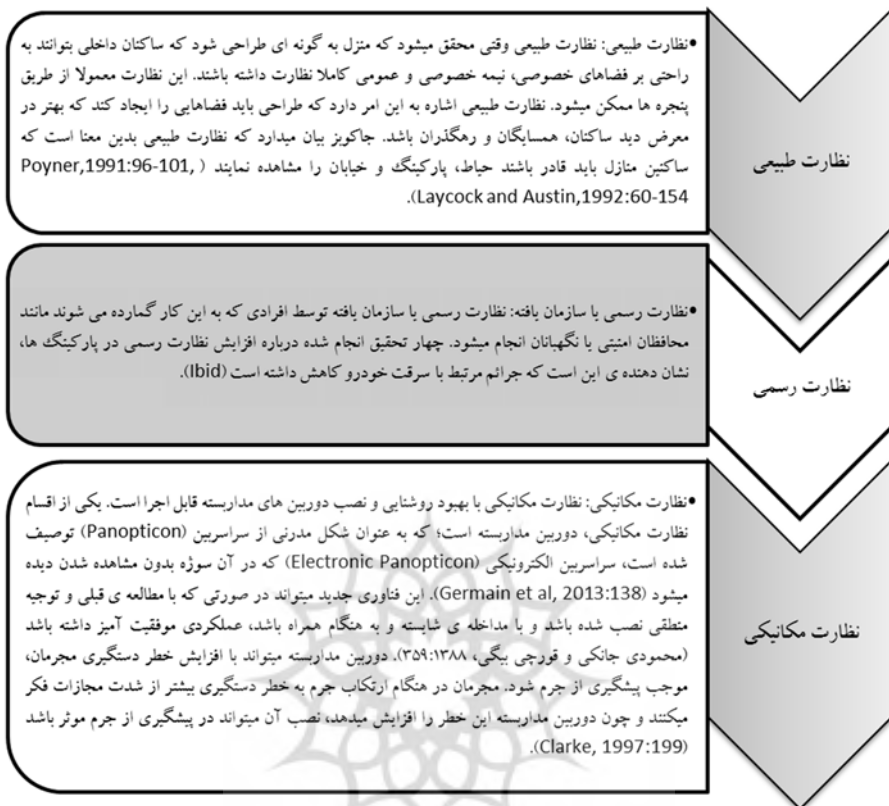 •نظارت طبیعی: نظارت طبیعی وقتی محقق میشود که منزل به گونه ای طراحی شود که ساکنان داخلی بتوانند به
راحتی بر فضاهای خصوصی، نیمه خصوصی و عمومی کاملا نظارت داشته باشند. این نظارت معمولا از طریق
پنجره ها ممکن میشود. نظارت طبیعی اشاره به این امر دارد که طراحی باید فضاهایی را ایجاد کند که بهتر در
معرض دید ساکنان، همسایگان و رهگذران باشد. جاکوبز بیان میدارد که نظارت طبیعی بدین معنا است که
ساکنین منازل باید قادر باشند حیاط، پارکینگ و خیابان را مشاهده نمایند (Poyner,1991:96-101,
Laycock and Austin,1992:60-154).
نظارت طبیعی
•نظارت رسمی یا سازمان یافته: نظارت رسمی یا سازمان یافته توسط افرادی که به این کار گمارده می شوند مانند
محافظان امنیتی یا نگهبانان انجام میشود. چهار تحقیق انجام شده درباره افزایش نظارت رسمی در پارکینگ ها،
نشان دهنده ی این است که جرائم مرتبط با سرقت خودرو کاهش داشته است (Ibid).
نظارت رسمی
•نظارت مکانیکی: نظارت مکانیکی با بهبود روشنایی و نصب دوربین های مداربسته قابل اجرا است. یکی از اقسام
نظارت مکانیکی، دوربین مداربسته است؛ که به عنوان شکل مدرنی از سراسربین (Panopticon) توصیف
شده است، سراسربین الکترونیکی (Electronic Panopticon) که در آن سوژه بدون مشاهده شدن دیده
میشود (Germain et al, 2013:138). این فناوری جدید میتواند در صورتی که با مطالعه ی قبلی و توجیه
منطقی نصب شده باشد و با مداخله ی شایسته و به هنگام همراه باشد، عملکردی موفقیت آمیز داشته باشد
(محمودی جانکی و قورچی بیگی، ۳۵۹:۱۳۸۸). دوربین مداربسته میتواند با افزایش خطر دستگیری مجرمان،
موجب پیشگیری از جرم شود. مجرمان در هنگام ارتکاب جرم به خطر دستگیری بیشتر از شدت مجازات فکر
میکنند و چون دوربین مداربسته این خطر را افزایش میدهد، نصب آن میتواند در پیشگیری از جرم موثر باشد
(Clarke, 1997:199).
نظارت مکانیکی